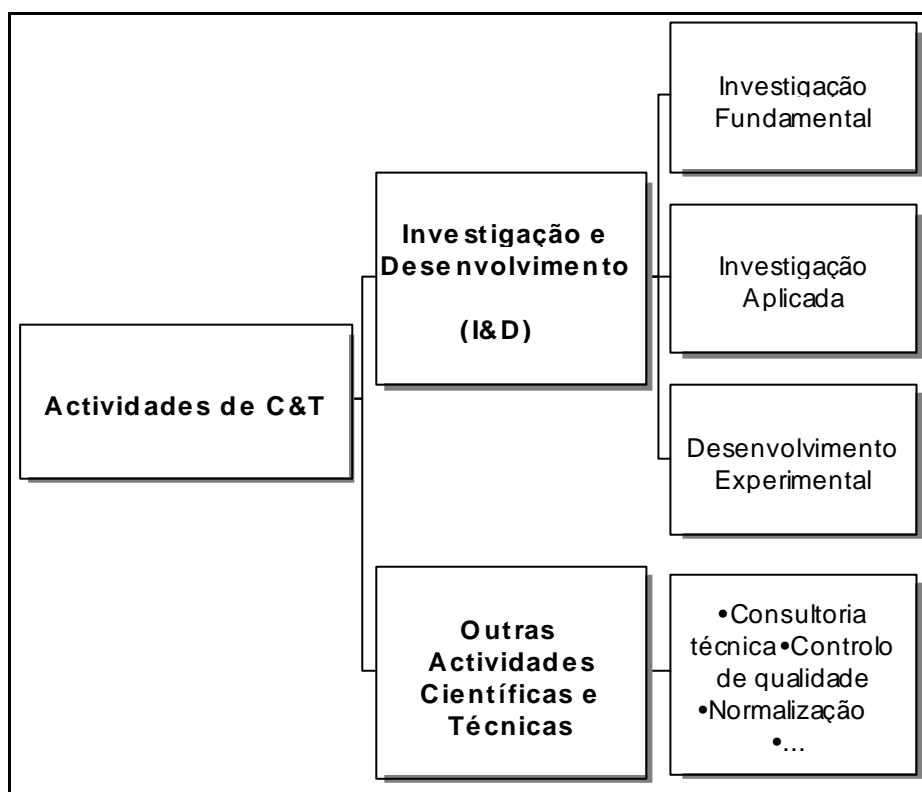 Actividades de C&T
Investigação e
Desenvolvimento
(I&D)
Investigação
Fundamental
Investigação
Aplicada
Desenvolvimento
Experimental
Outras
Actividades
Científicas e
Técnicas
•Consultoria
técnica•Controlo
de qualidade
•Normalização
•...